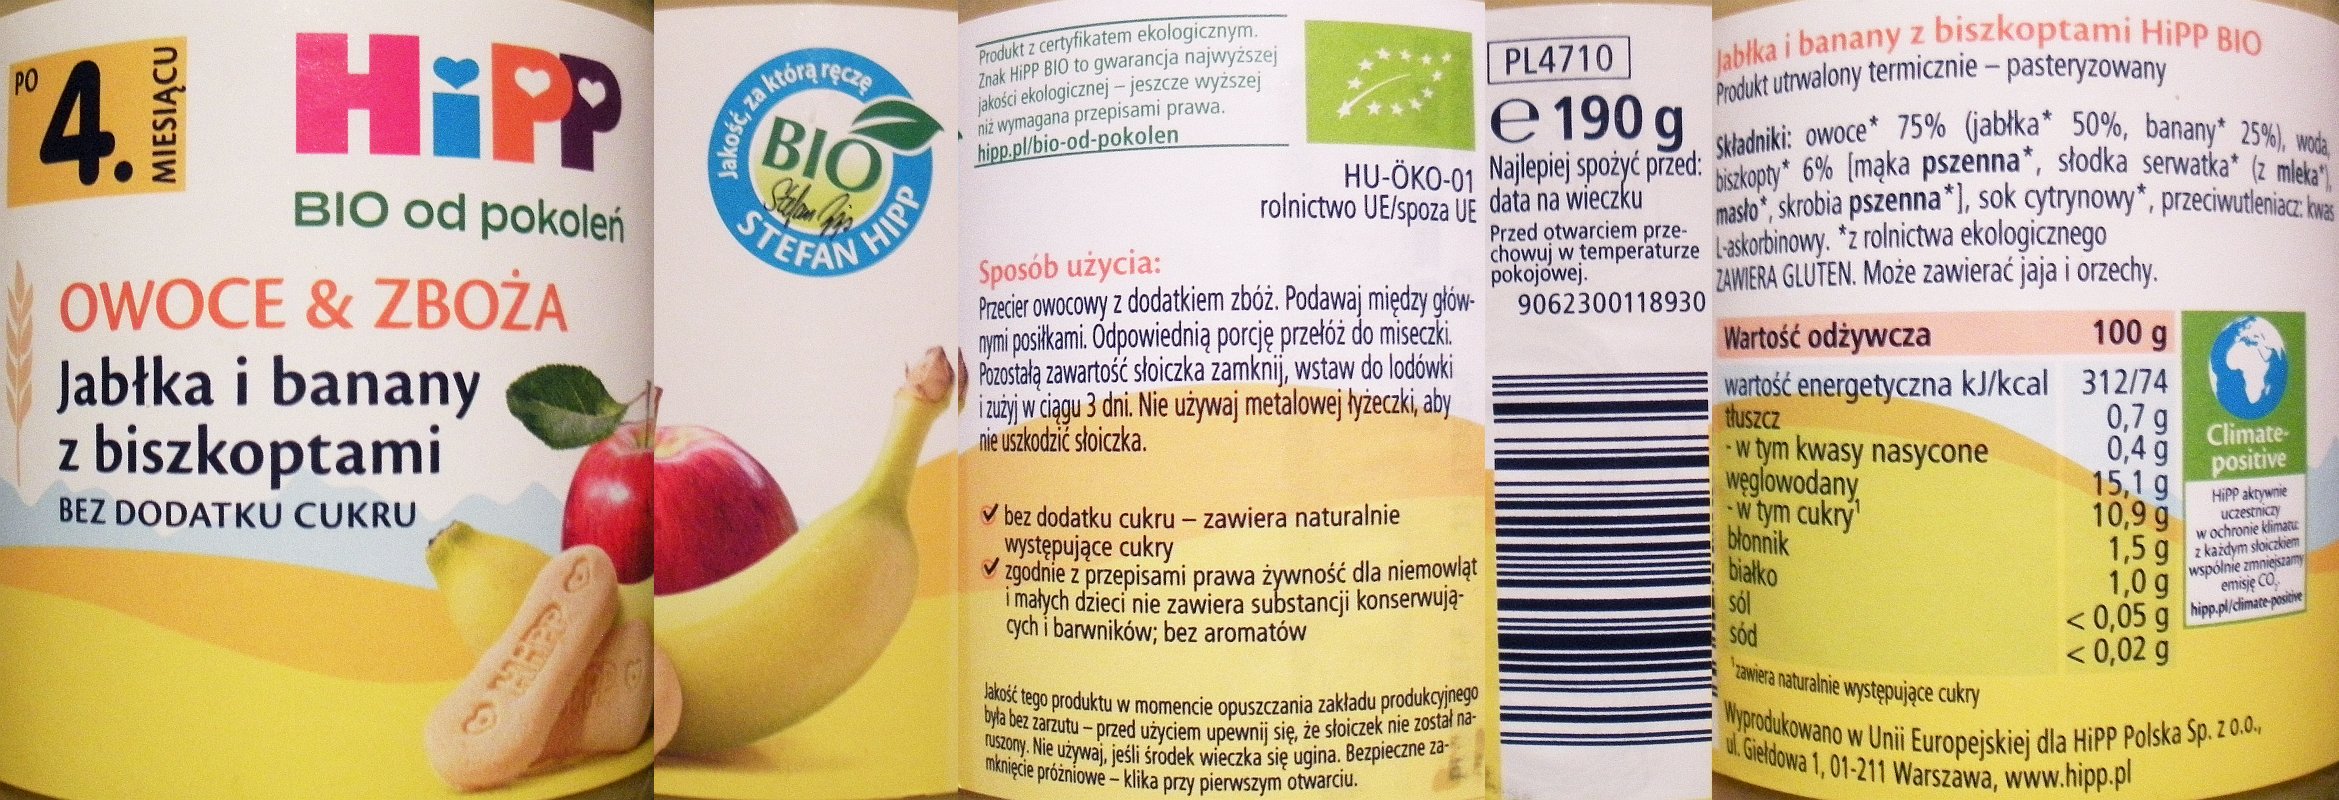 PO
4.
MIESIĄCU
HiPP
BIO od pokoleń
OWOCE & ZBOŻA
Jabłka i banany
z biszkoptami
BEZ DODATKU CUKRU
HiPP
Jakość, za którą ręczę
BIO
Stefan Hipp
STEFAN HIPP
Produkt z certyfikatem ekologicznym.
Znak HiPP BIO to gwarancja najwyższej
jakości ekologicznej – jeszcze wyższej
niż wymagana przepisami prawa.
hipp.pl/bio-od-pokolen
HU-ÖKO-01
rolnictwo UE/spoza UE
Sposób użycia:
Przecier owocowy z dodatkiem zbóż. Podawaj między głów-
nymi posiłkami. Odpowiednią porcję przełóż do miseczki.
Pozostałą zawartość słoiczka zamknij, wstaw do lodówki
i zużyj w ciągu 3 dni. Nie używaj metalowej łyżeczki, aby
nie uszkodzić słoiczka.
✓ bez dodatku cukru – zawiera naturalnie
występujące cukry
✓ zgodnie z przepisami prawa żywność dla niemowląt
i małych dzieci nie zawiera substancji konserwują-
cych i barwników; bez aromatów
Jakość tego produktu w momencie opuszczania zakładu produkcyjnego
była bez zarzutu – przed użyciem upewnij się, że słoiczek nie został na-
ruszony. Nie używaj, jeśli środek wieczka się ugina. Bezpieczne za-
mknięcie próżniowe – klika przy pierwszym otwarciu.
PL4710
e 190 g
Najlepiej spożyć przed:
data na wieczku
Przed otwarciem prze-
chowuj w temperaturze
pokojowej.
9062300118930
Jabłka i banany z biszkoptami HiPP BIO
Produkt utrwalony termicznie – pasteryzowany
Składniki: owoce* 75% (jabłka* 50%, banany* 25%), woda,
biszkopty* 6% [mąka pszenna*, słodka serwatka* (z mleka*),
masło*, skrobia pszenna*], sok cytrynowy*, przeciwutleniacz: kwas
L-askorbinowy. *z rolnictwa ekologicznego
ZAWIERA GLUTEN. Może zawierać jaja i orzechy.
Wartość odżywcza 100 g
wartość energetyczna kJ/kcal 312/74
tłuszcz 0,7 g
- w tym kwasy nasycone 0,4 g
węglowodany 15,1 g
- w tym cukry¹ 10,9 g
błonnik 1,5 g
białko 1,0 g
sól < 0,05 g
sód < 0,02 g
¹zawiera naturalnie występujące cukry
Climate-
positive
HiPP aktywnie
uczestniczy
w ochronie klimatu:
z każdym słoiczkiem
wspólnie zmniejszamy
emisję CO₂.
hipp.pl/climate-positive
Wyprodukowano w Unii Europejskiej dla HiPP Polska Sp. z o.o.,
ul. Giełdowa 1, 01-211 Warszawa, www.hipp.pl